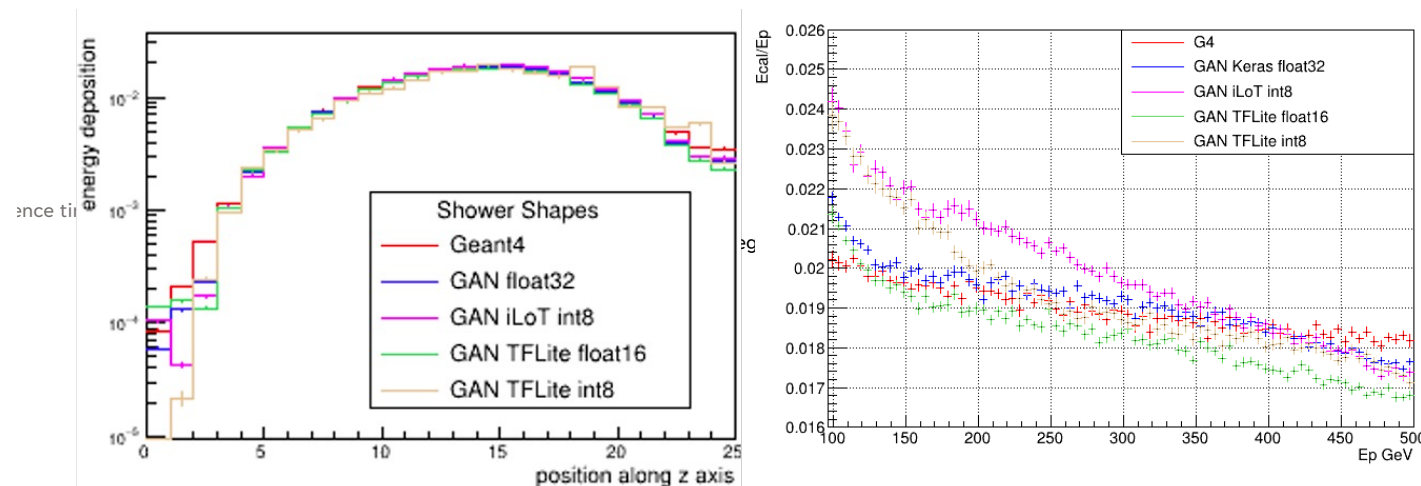 energy deposition
10⁻²
10⁻³
10⁻⁴
10⁻⁵
0 5 10 15 20 25
position along z axis
Shower Shapes
Geant4
GAN float32
GAN iLoT int8
GAN TFLite float16
GAN TFLite int8
ence
Ecal/Ep
0.026
0.025
0.024
0.023
0.022
0.021
0.02
0.019
0.018
0.017
0.016
100 150 200 250 300 350 400 450 500
Ep GeV
G4
GAN Keras float32
GAN iLoT int8
GAN TFLite float16
GAN TFLite int8